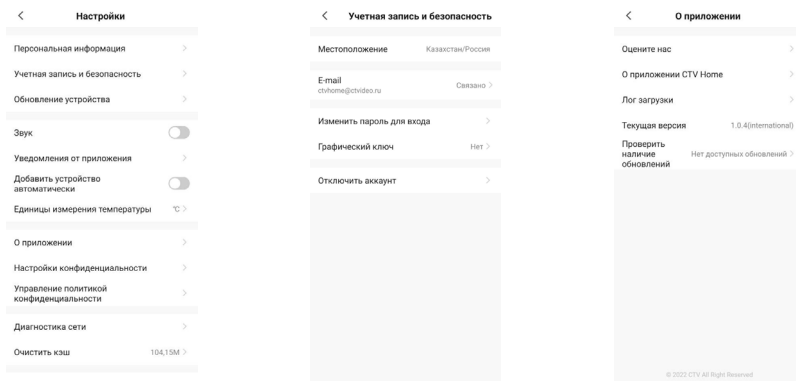 Настройки
Персональная информация
Учетная запись и безопасность
Обновление устройства
Звук
Уведомления от приложения
Добавить устройство
автоматически
Единицы измерения температуры °C
О приложении
Настройки конфиденциальности
Управление политикой
конфиденциальности
Диагностика сети
Очистить кэш 104,15M
Учетная запись и безопасность
Местоположение Казахстан/Россия
E-mail
ctvhome@ctvideo.ru
Связано
Изменить пароль для входа
Графический ключ Нет
Отключить аккаунт
О приложении
Оцените нас
О приложении CTV Home
Лог загрузки
Текущая версия 1.0.4(international)
Проверить
наличие
обновлений
Нет доступных обновлений
© 2022 CTV All Right Reserved